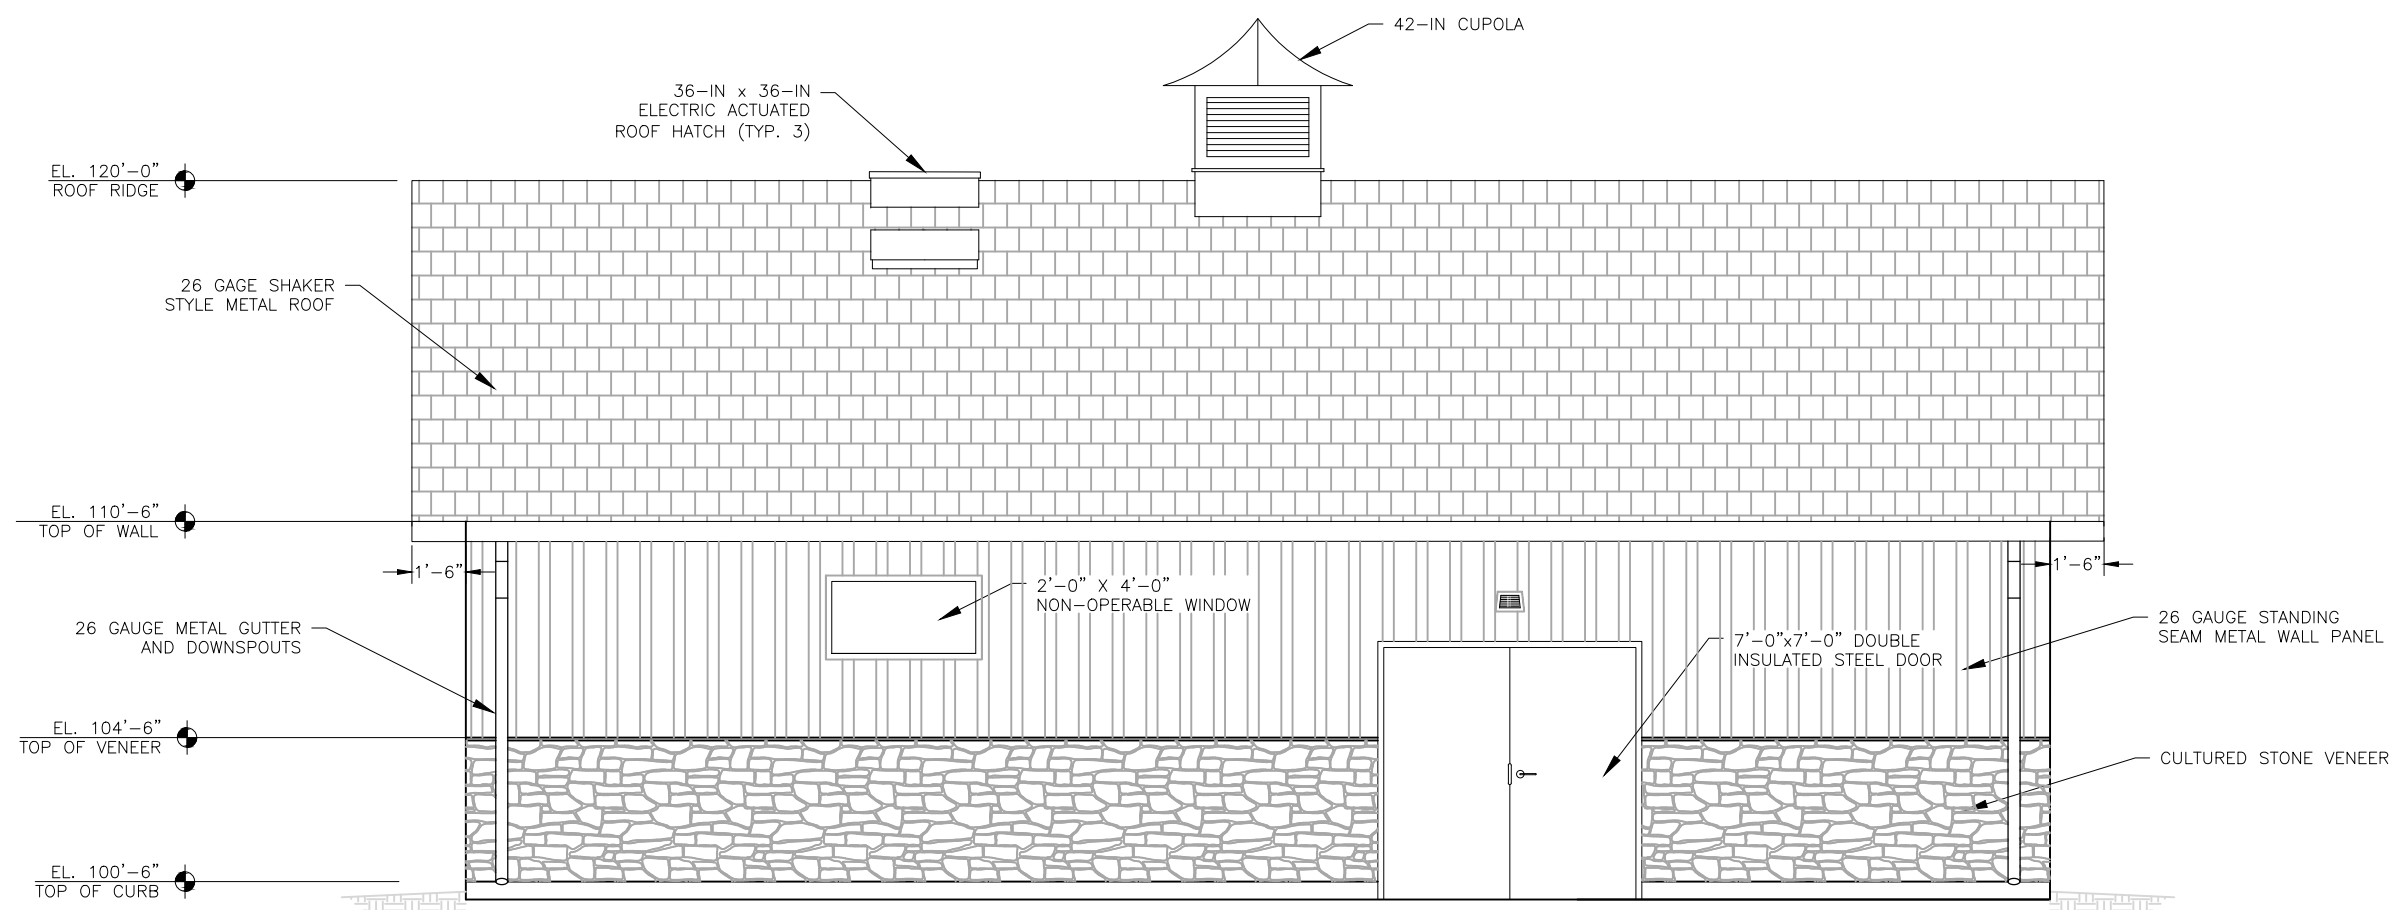 42-IN CUPOLA
36-IN x 36-IN
ELECTRIC ACTUATED
ROOF HATCH (TYP. 3)
EL. 120'-0"
ROOF RIDGE
26 GAGE SHAKER
STYLE METAL ROOF
EL. 110'-6"
TOP OF WALL
1'-6"
1'-6"
2'-0" X 4'-0"
NON-OPERABLE WINDOW
26 GAUGE METAL GUTTER
AND DOWNSPOUTS
7'-0"x7'-0" DOUBLE
INSULATED STEEL DOOR
26 GAUGE STANDING
SEAM METAL WALL PANEL
EL. 104'-6"
TOP OF VENEER
CULTURED STONE VENEER
EL. 100'-6"
TOP OF CURB